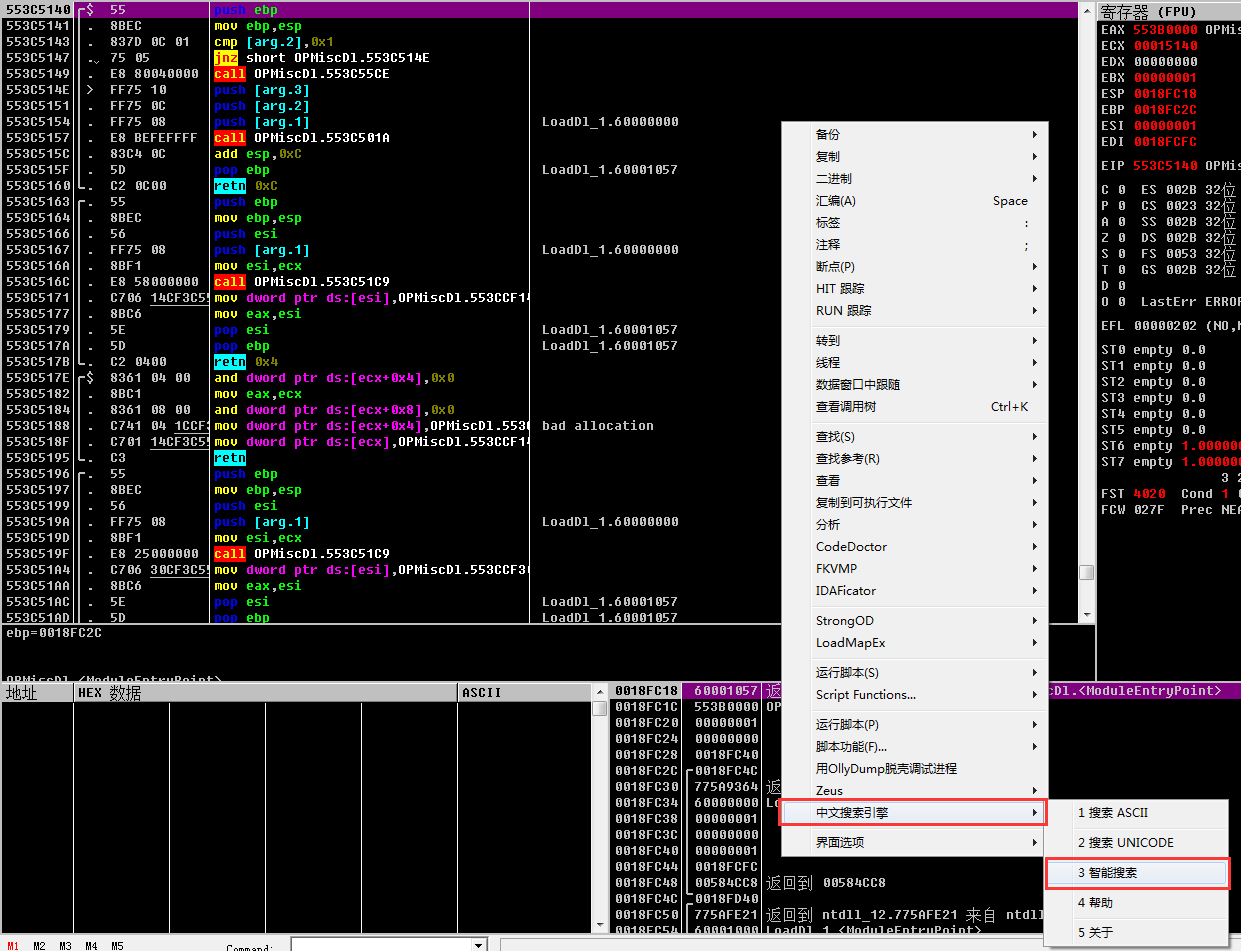 553C5140 $ 55 push ebp
553C5141 . 8BEC mov ebp,esp
553C5143 . 837D 0C 01 cmp [arg.2],0x1
553C5147 . 75 05 jnz short OPMiscDl.553C514E
553C5149 . E8 80040000 call OPMiscDl.553C55CE
553C514E > FF75 10 push [arg.3]
553C5151 . FF75 0C push [arg.2]
553C5154 . FF75 08 push [arg.1] LoadDl_1.60000000
553C5157 . E8 BEFEFFFF call OPMiscDl.553C501A
553C515C . 83C4 0C add esp,0xC
553C515F . 5D pop ebp LoadDl_1.60001057
553C5160 . C2 0C00 retn 0xC
553C5163 . 55 push ebp
553C5164 . 8BEC mov ebp,esp
553C5166 . 56 push esi
553C5167 . FF75 08 push [arg.1] LoadDl_1.60000000
553C516A . 8BF1 mov esi,ecx
553C516C . E8 58000000 call OPMiscDl.553C51C9
553C5171 . C706 14CF3C5 mov dword ptr ds:[esi],OPMiscDl.553CCF1
553C5177 . 8BC6 mov eax,esi
553C5179 . 5E pop esi LoadDl_1.60001057
553C517A . 5D pop ebp LoadDl_1.60001057
553C517B . C2 0400 retn 0x4
553C517E $ 8361 04 00 and dword ptr ds:[ecx+0x4],0x0
553C5182 . 8BC1 mov eax,ecx
553C5184 . 8361 08 00 and dword ptr ds:[ecx+0x8],0x0
553C5188 . C741 04 1CCF mov dword ptr ds:[ecx+0x4],OPMiscDl.553 bad allocation
553C518F . C701 14CF3C5 mov dword ptr ds:[ecx],OPMiscDl.553CCF1
553C5195 . C3 retn
553C5196 . 55 push ebp
553C5197 . 8BEC mov ebp,esp
553C5199 . 56 push esi
553C519A . FF75 08 push [arg.1] LoadDl_1.60000000
553C519D . 8BF1 mov esi,ecx
553C519F . E8 25000000 call OPMiscDl.553C51C9
553C51A4 . C706 30CF3C5 mov dword ptr ds:[esi],OPMiscDl.553CCF3
553C51AA . 8BC6 mov eax,esi
553C51AC . 5E pop esi LoadDl_1.60001057
553C51AD . 5D pop ebp LoadDl_1.60001057
ebp=0018FC2C
OPMiscDl.<ModuleEntryPoint>
寄存器 (FPU)
EAX 553B0000 OPMis
ECX 00015140
EDX 00000000
EBX 00000001
ESP 0018FC18
EBP 0018FC2C
ESI 00000001
EDI 0018FCFC
EIP 553C5140 OPMis
C 0 ES 002B 32位
P 0 CS 0023 32位
A 0 SS 002B 32位
Z 0 DS 002B 32位
S 0 FS 0053 32位
T 0 GS 002B 32位
D 0
O 0 LastErr ERROR
EFL 00000202 (NO,N
ST0 empty 0.0
ST1 empty 0.0
ST2 empty 0.0
ST3 empty 0.0
ST4 empty 0.0
ST5 empty 0.0
ST6 empty 1.000000
ST7 empty 1.000000
3 2
FST 4020 Cond 1
FCW 027F Prec NEA
备份
复制
二进制
汇编(A) Space
标签 :
注释 ;
断点(P)
HIT 跟踪
RUN 跟踪
转到
线程
数据窗口中跟随
查看调用树 Ctrl+K
查找(S)
查找参考(R)
查看
复制到可执行文件
分析
CodeDoctor
FKVMP
IDAFicator
StrongOD
LoadMapEx
运行脚本(S)
Script Functions...
运行脚本(P)
脚本功能(F)...
用OllyDump脱壳调试进程
Zeus
中文搜索引擎
界面选项
1 搜索 ASCII
2 搜索 UNICODE
3 智能搜索
4 帮助
5 关于
地址 HEX 数据 ASCII
0018FC18 60001057 返 cDl.<ModuleEntryPoint>
0018FC1C 553B0000 OP
0018FC20 00000001
0018FC24 00000000
0018FC28 0018FC40
0018FC2C 0018FC4C
0018FC30 775A9364 返
0018FC34 60000000 Lo
0018FC38 00000001
0018FC3C 00000000
0018FC40 00000001
0018FC44 0018FCFC
0018FC48 00584CC8 返回到 00584CC8
0018FC4C 0018FD40
0018FC50 775AFE21 返回到 ntdll_12.775AFE21 来自 ntdll
0018FC54 60001000 LoadDl_1.<ModuleEntryPoint>
M1 M2 M3 M4 M5 Command: